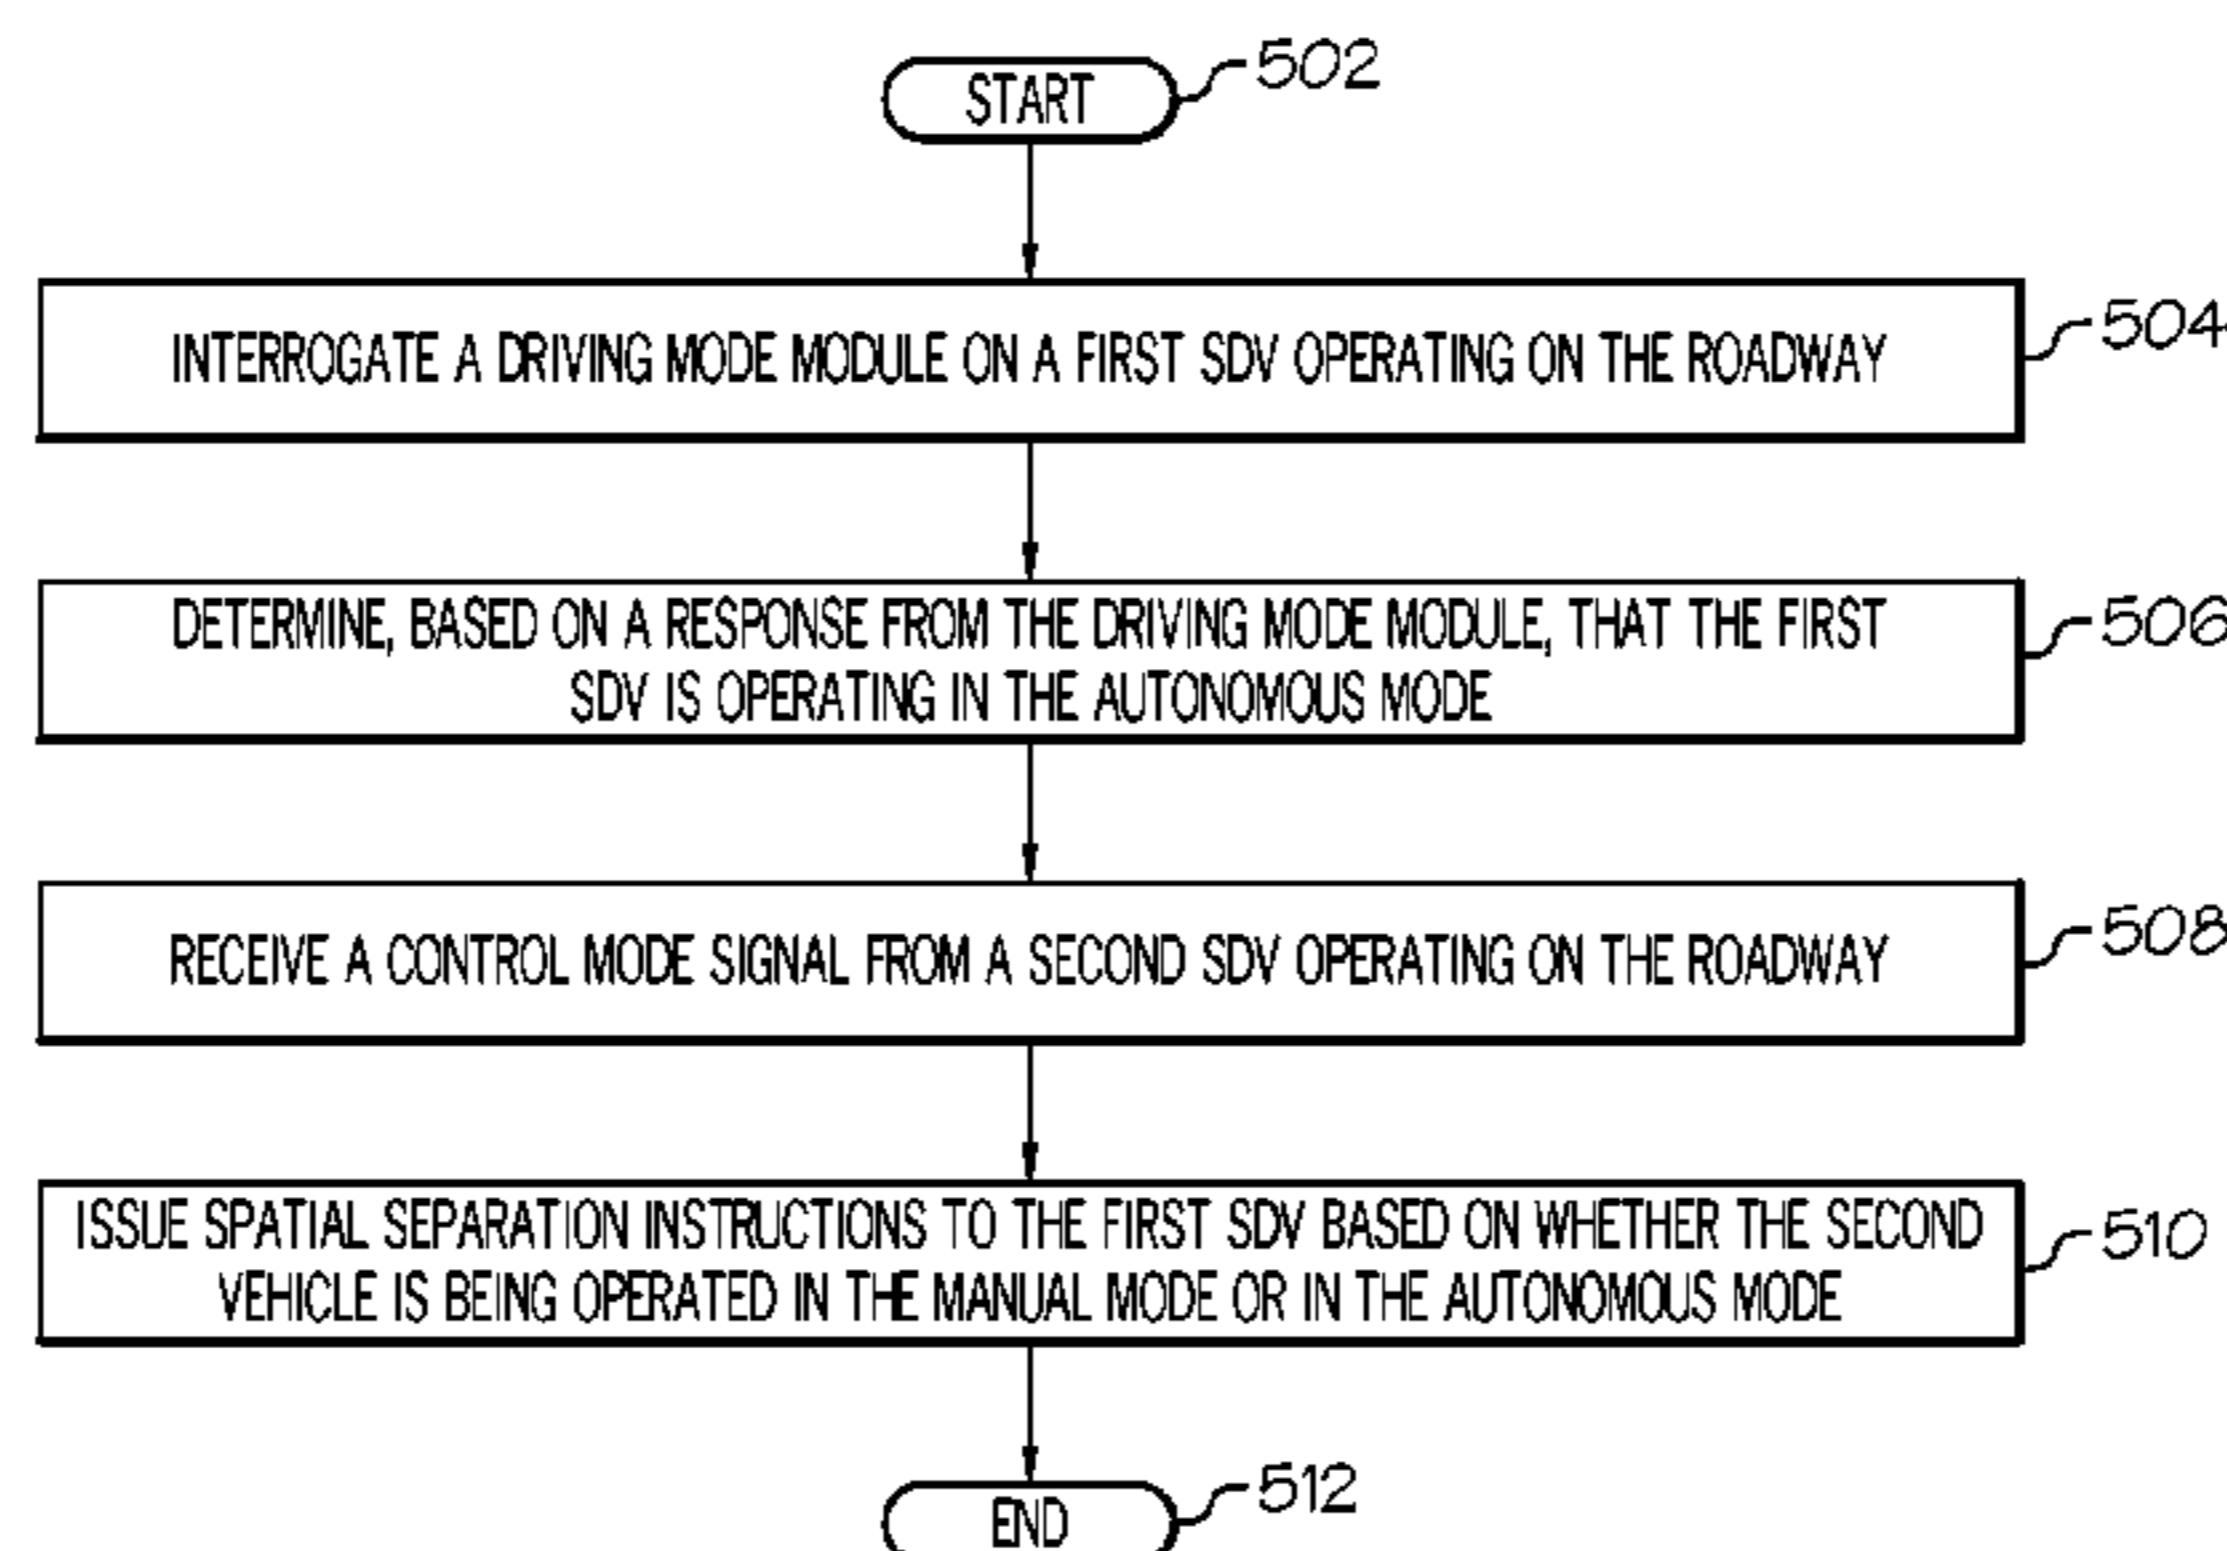 START
502
INTERROGATE A DRIVING MODE MODULE ON A FIRST SDV OPERATING ON THE ROADWAY
504
DETERMINE, BASED ON A RESPONSE FROM THE DRIVING MODE MODULE, THAT THE FIRST
SDV IS OPERATING IN THE AUTONOMOUS MODE
506
RECEIVE A CONTROL MODE SIGNAL FROM A SECOND SDV OPERATING ON THE ROADWAY
508
ISSUE SPATIAL SEPARATION INSTRUCTIONS TO THE FIRST SDV BASED ON WHETHER THE SECOND
VEHICLE IS BEING OPERATED IN THE MANUAL MODE OR IN THE AUTONOMOUS MODE
510
END
512